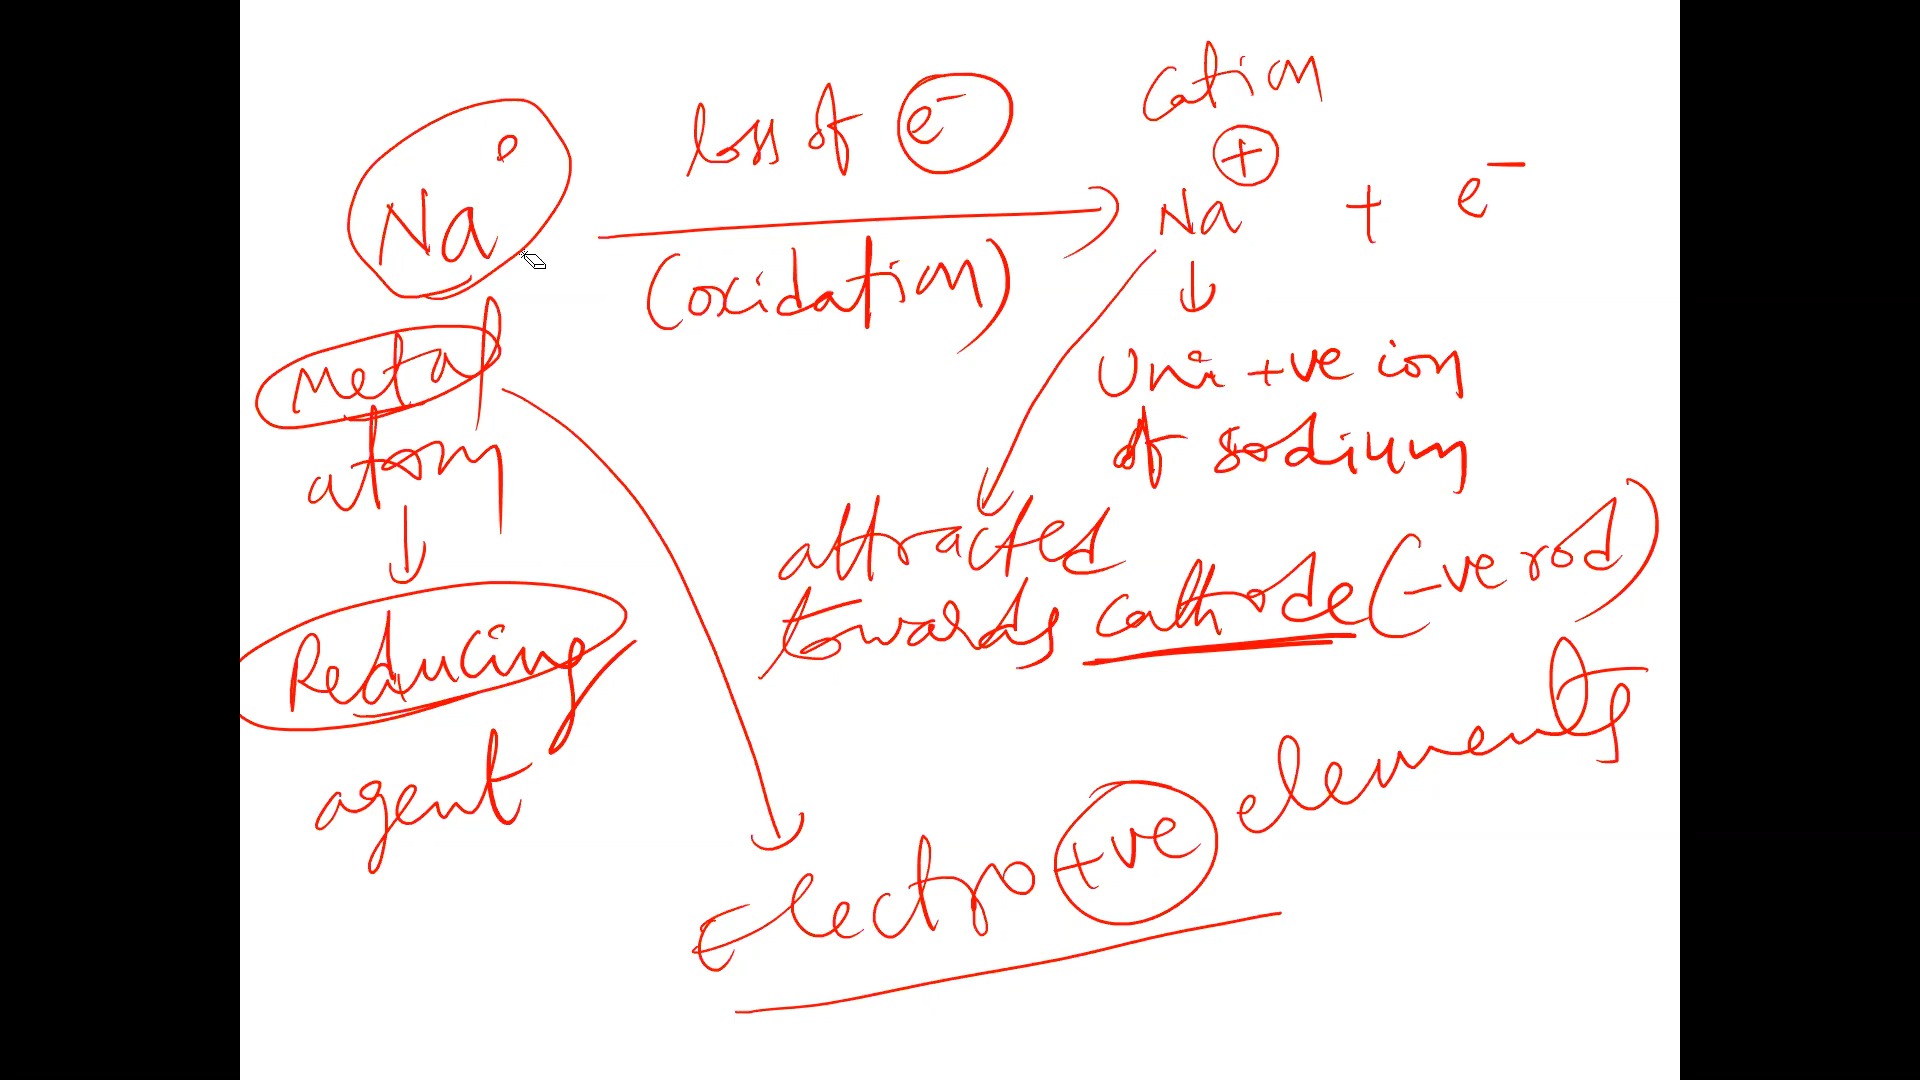 cation
loss of e⁻
Na⁰ Na⁺ + e⁻
(oxidation)
Metal
atom
Uni +ve ion
of sodium
attracted
towards cathode (-ve rod)
Reducing
agent
electro +ve elements